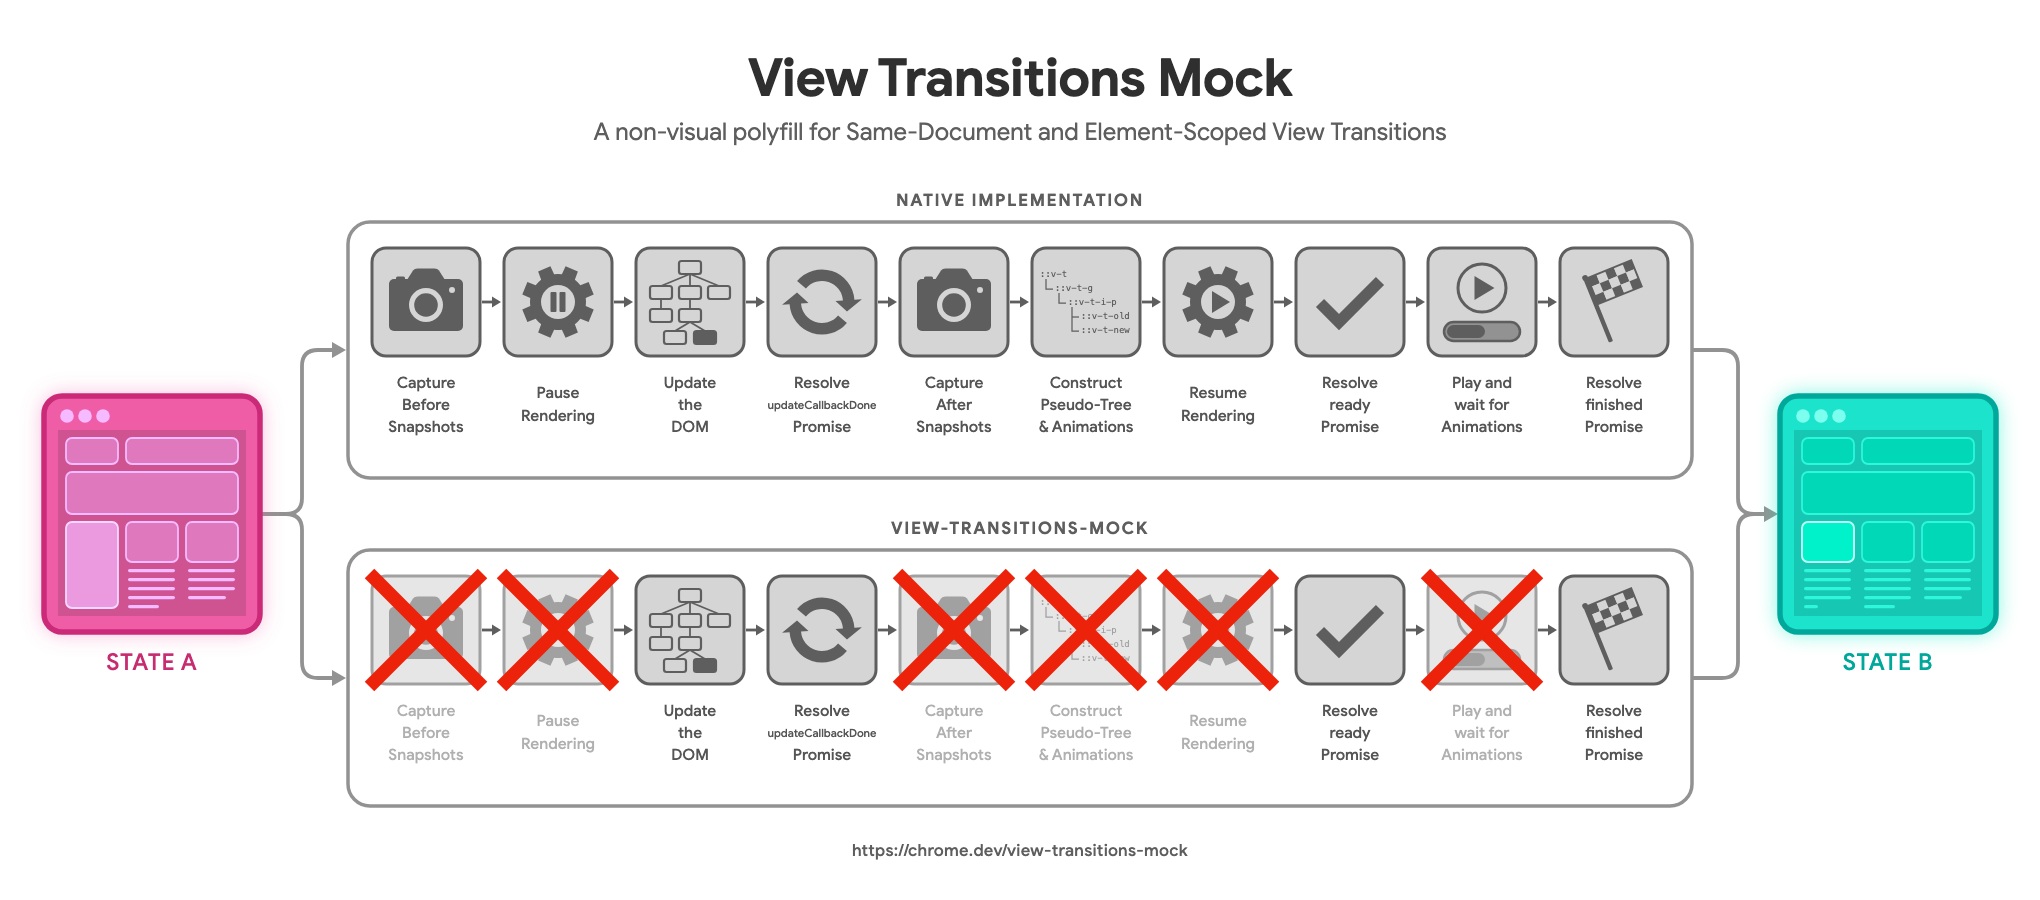 View Transitions Mock
A non-visual polyfill for Same-Document and Element-Scoped View Transitions
NATIVE IMPLEMENTATION
::v-t
::v-t-g
::v-t-i-p
::v-t-old
::v-t-new
Capture
Before
Snapshots
Pause
Rendering
Update
the
DOM
Resolve
updateCallbackDone
Promise
Capture
After
Snapshots
Construct
Pseudo-Tree
& Animations
Resume
Rendering
Resolve
ready
Promise
Play and
wait for
Animations
Resolve
finished
Promise
STATE A
STATE B
VIEW-TRANSITIONS-MOCK
Capture
Before
Snapshots
Pause
Rendering
Update
the
DOM
Resolve
updateCallbackDone
Promise
Capture
After
Snapshots
Construct
Pseudo-Tree
& Animations
Resume
Rendering
Resolve
ready
Promise
Play and
wait for
Animations
Resolve
finished
Promise
https://chrome.dev/view-transitions-mock